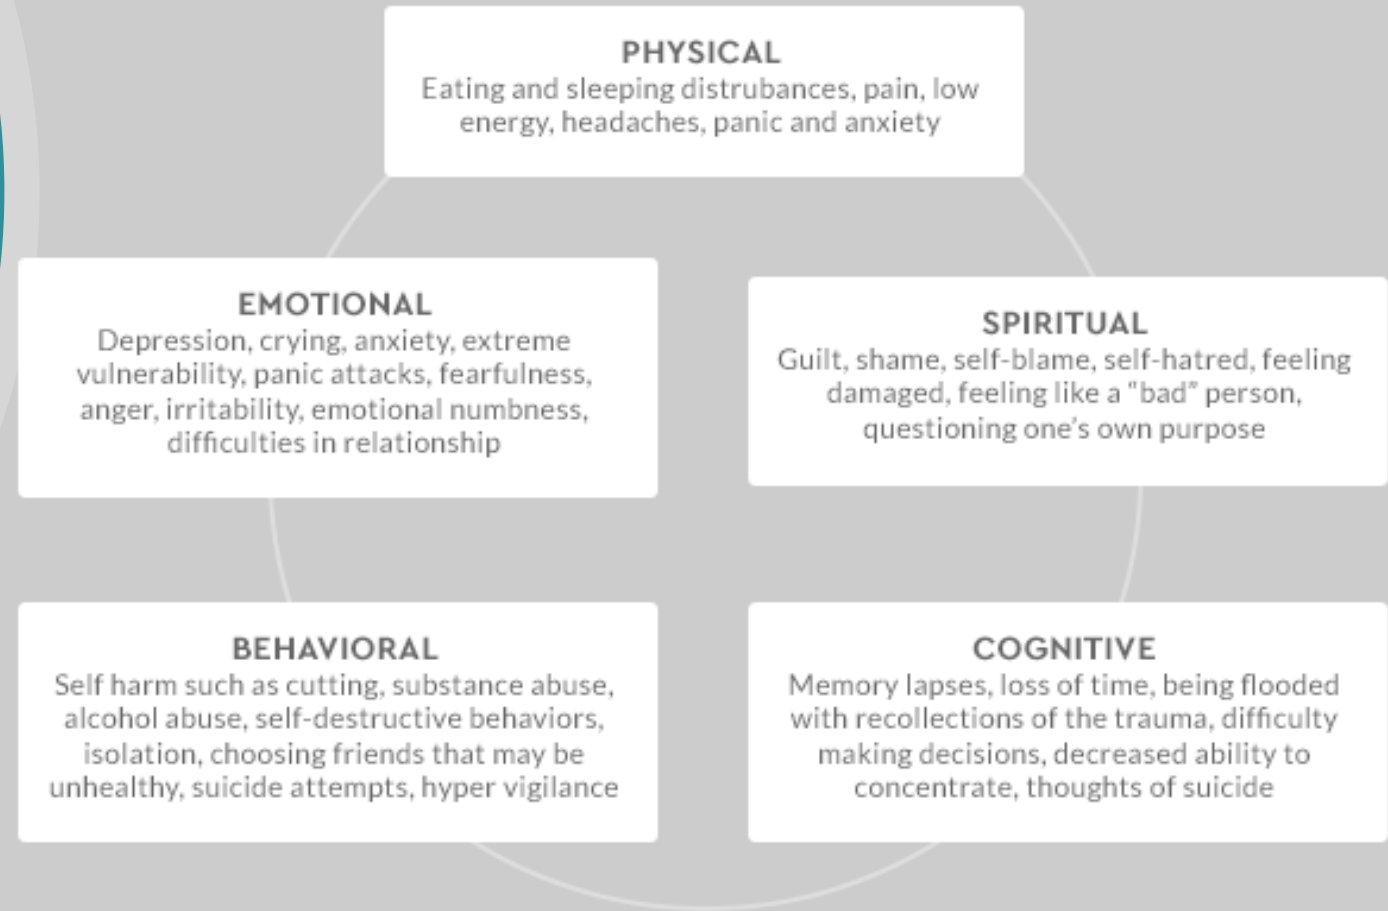 PHYSICAL
Eating and sleeping distrubances, pain, low
energy, headaches, panic and anxiety
EMOTIONAL
Depression, crying, anxiety, extreme
vulnerability, panic attacks, fearfulness,
anger, irritability, emotional numbness,
difficulties in relationship
SPIRITUAL
Guilt, shame, self-blame, self-hatred, feeling
damaged, feeling like a “bad” person,
questioning one’s own purpose
BEHAVIORAL
Self harm such as cutting, substance abuse,
alcohol abuse, self-destructive behaviors,
isolation, choosing friends that may be
unhealthy, suicide attempts, hyper vigilance
COGNITIVE
Memory lapses, loss of time, being flooded
with recollections of the trauma, difficulty
making decisions, decreased ability to
concentrate, thoughts of suicide